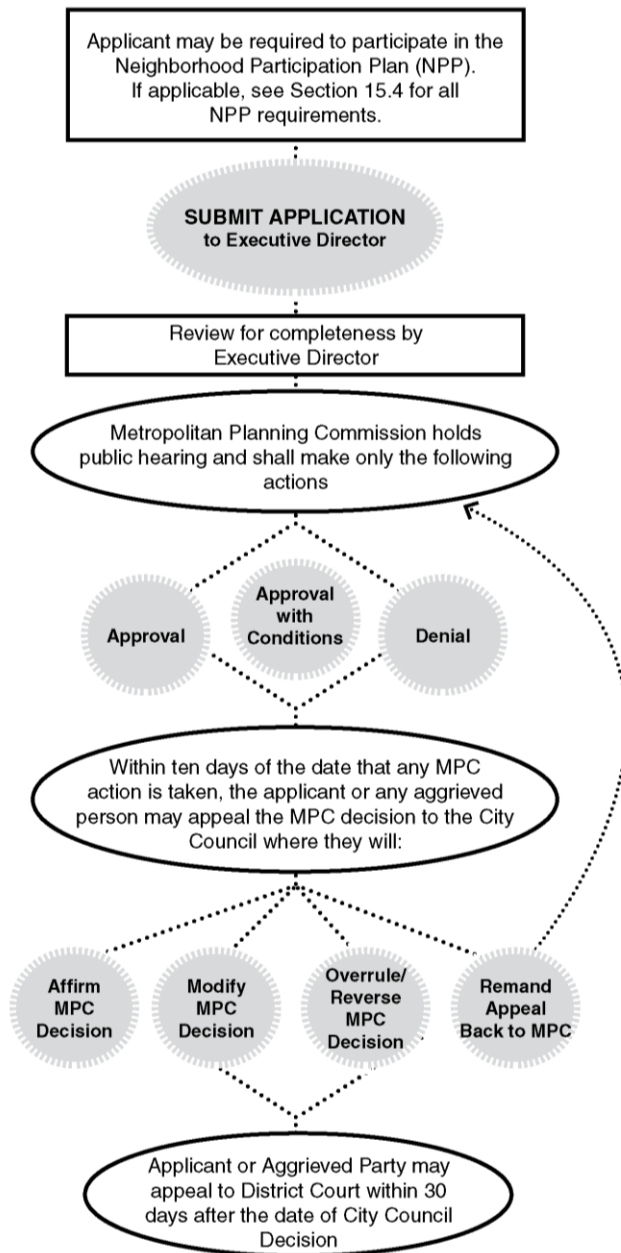 Applicant may be required to participate in the
Neighborhood Participation Plan (NPP).
If applicable, see Section 15.4 for all
NPP requirements.
SUBMIT APPLICATION
to Executive Director
Review for completeness by
Executive Director
Metropolitan Planning Commission holds
public hearing and shall make only the following
actions
Approval
Approval
with
Conditions
Denial
Within ten days of the date that any MPC
action is taken, the applicant or any aggrieved
person may appeal the MPC decision to the City
Council where they will:
Affirm
MPC
Decision
Modify
MPC
Decision
Overrule/
Reverse
MPC
Decision
Remand
Appeal
Back to MPC
Applicant or Aggrieved Party may
appeal to District Court within 30
days after the date of City Council
Decision